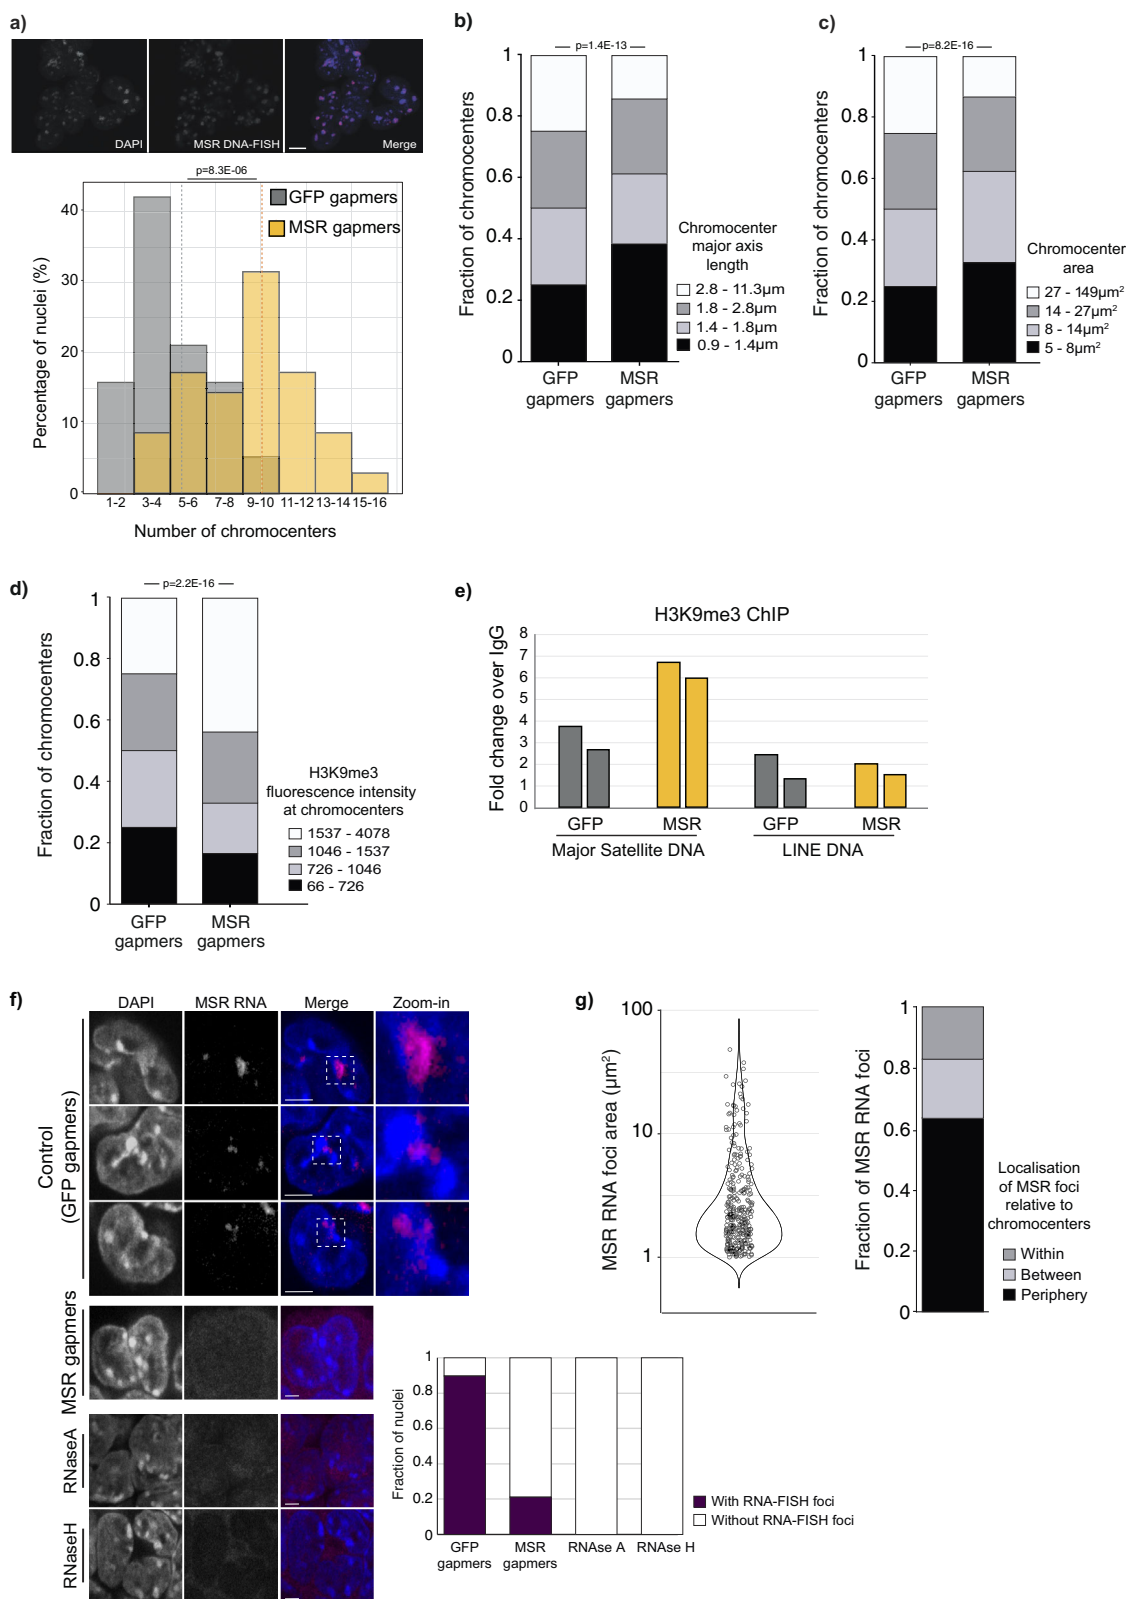 a)
DAPI
MSR DNA-FISH
Merge
p=8.3E-06
GFP gapmers
MSR gapmers
Percentage of nuclei (%)
40
30
20
10
0
1-2
3-4
5-6
7-8
9-10
11-12
13-14
15-16
Number of chromocenters
b)
p=1.4E-13
Fraction of chromocenters
1
0.8
0.6
0.4
0.2
0
GFP
gapmers
MSR
gapmers
Chromocenter
major axis
length
2.8 - 11.3µm
1.8 - 2.8µm
1.4 - 1.8µm
0.9 - 1.4µm
c)
p=8.2E-16
Fraction of chromocenters
1
0.8
0.6
0.4
0.2
0
GFP
gapmers
MSR
gapmers
Chromocenter
area
27 - 149µm²
14 - 27µm²
8 - 14µm²
5 - 8µm²
d)
p=2.2E-16
Fraction of chromocenters
1
0.8
0.6
0.4
0.2
0
GFP
gapmers
MSR
gapmers
H3K9me3
fluorescence intensity
at chromocenters
1537 - 4078
1046 - 1537
726 - 1046
66 - 726
e)
H3K9me3 ChIP
Fold change over IgG
8
7
6
5
4
3
2
1
0
GFP
MSR
GFP
MSR
Major Satellite DNA
LINE DNA
f)
DAPI
MSR RNA
Merge
Zoom-in
Control
(GFP gapmers)
MSR gapmers
RNaseA
RNaseH
Fraction of nuclei
1
0.8
0.6
0.4
0.2
0
GFP
gapmers
MSR
gapmers
RNAse A
RNAse H
With RNA-FISH foci
Without RNA-FISH foci
g)
MSR RNA foci area (µm²)
100
10
1
Fraction of MSR RNA foci
1
0.8
0.6
0.4
0.2
0
Localisation
of MSR foci
relative to
chromocenters
Within
Between
Periphery